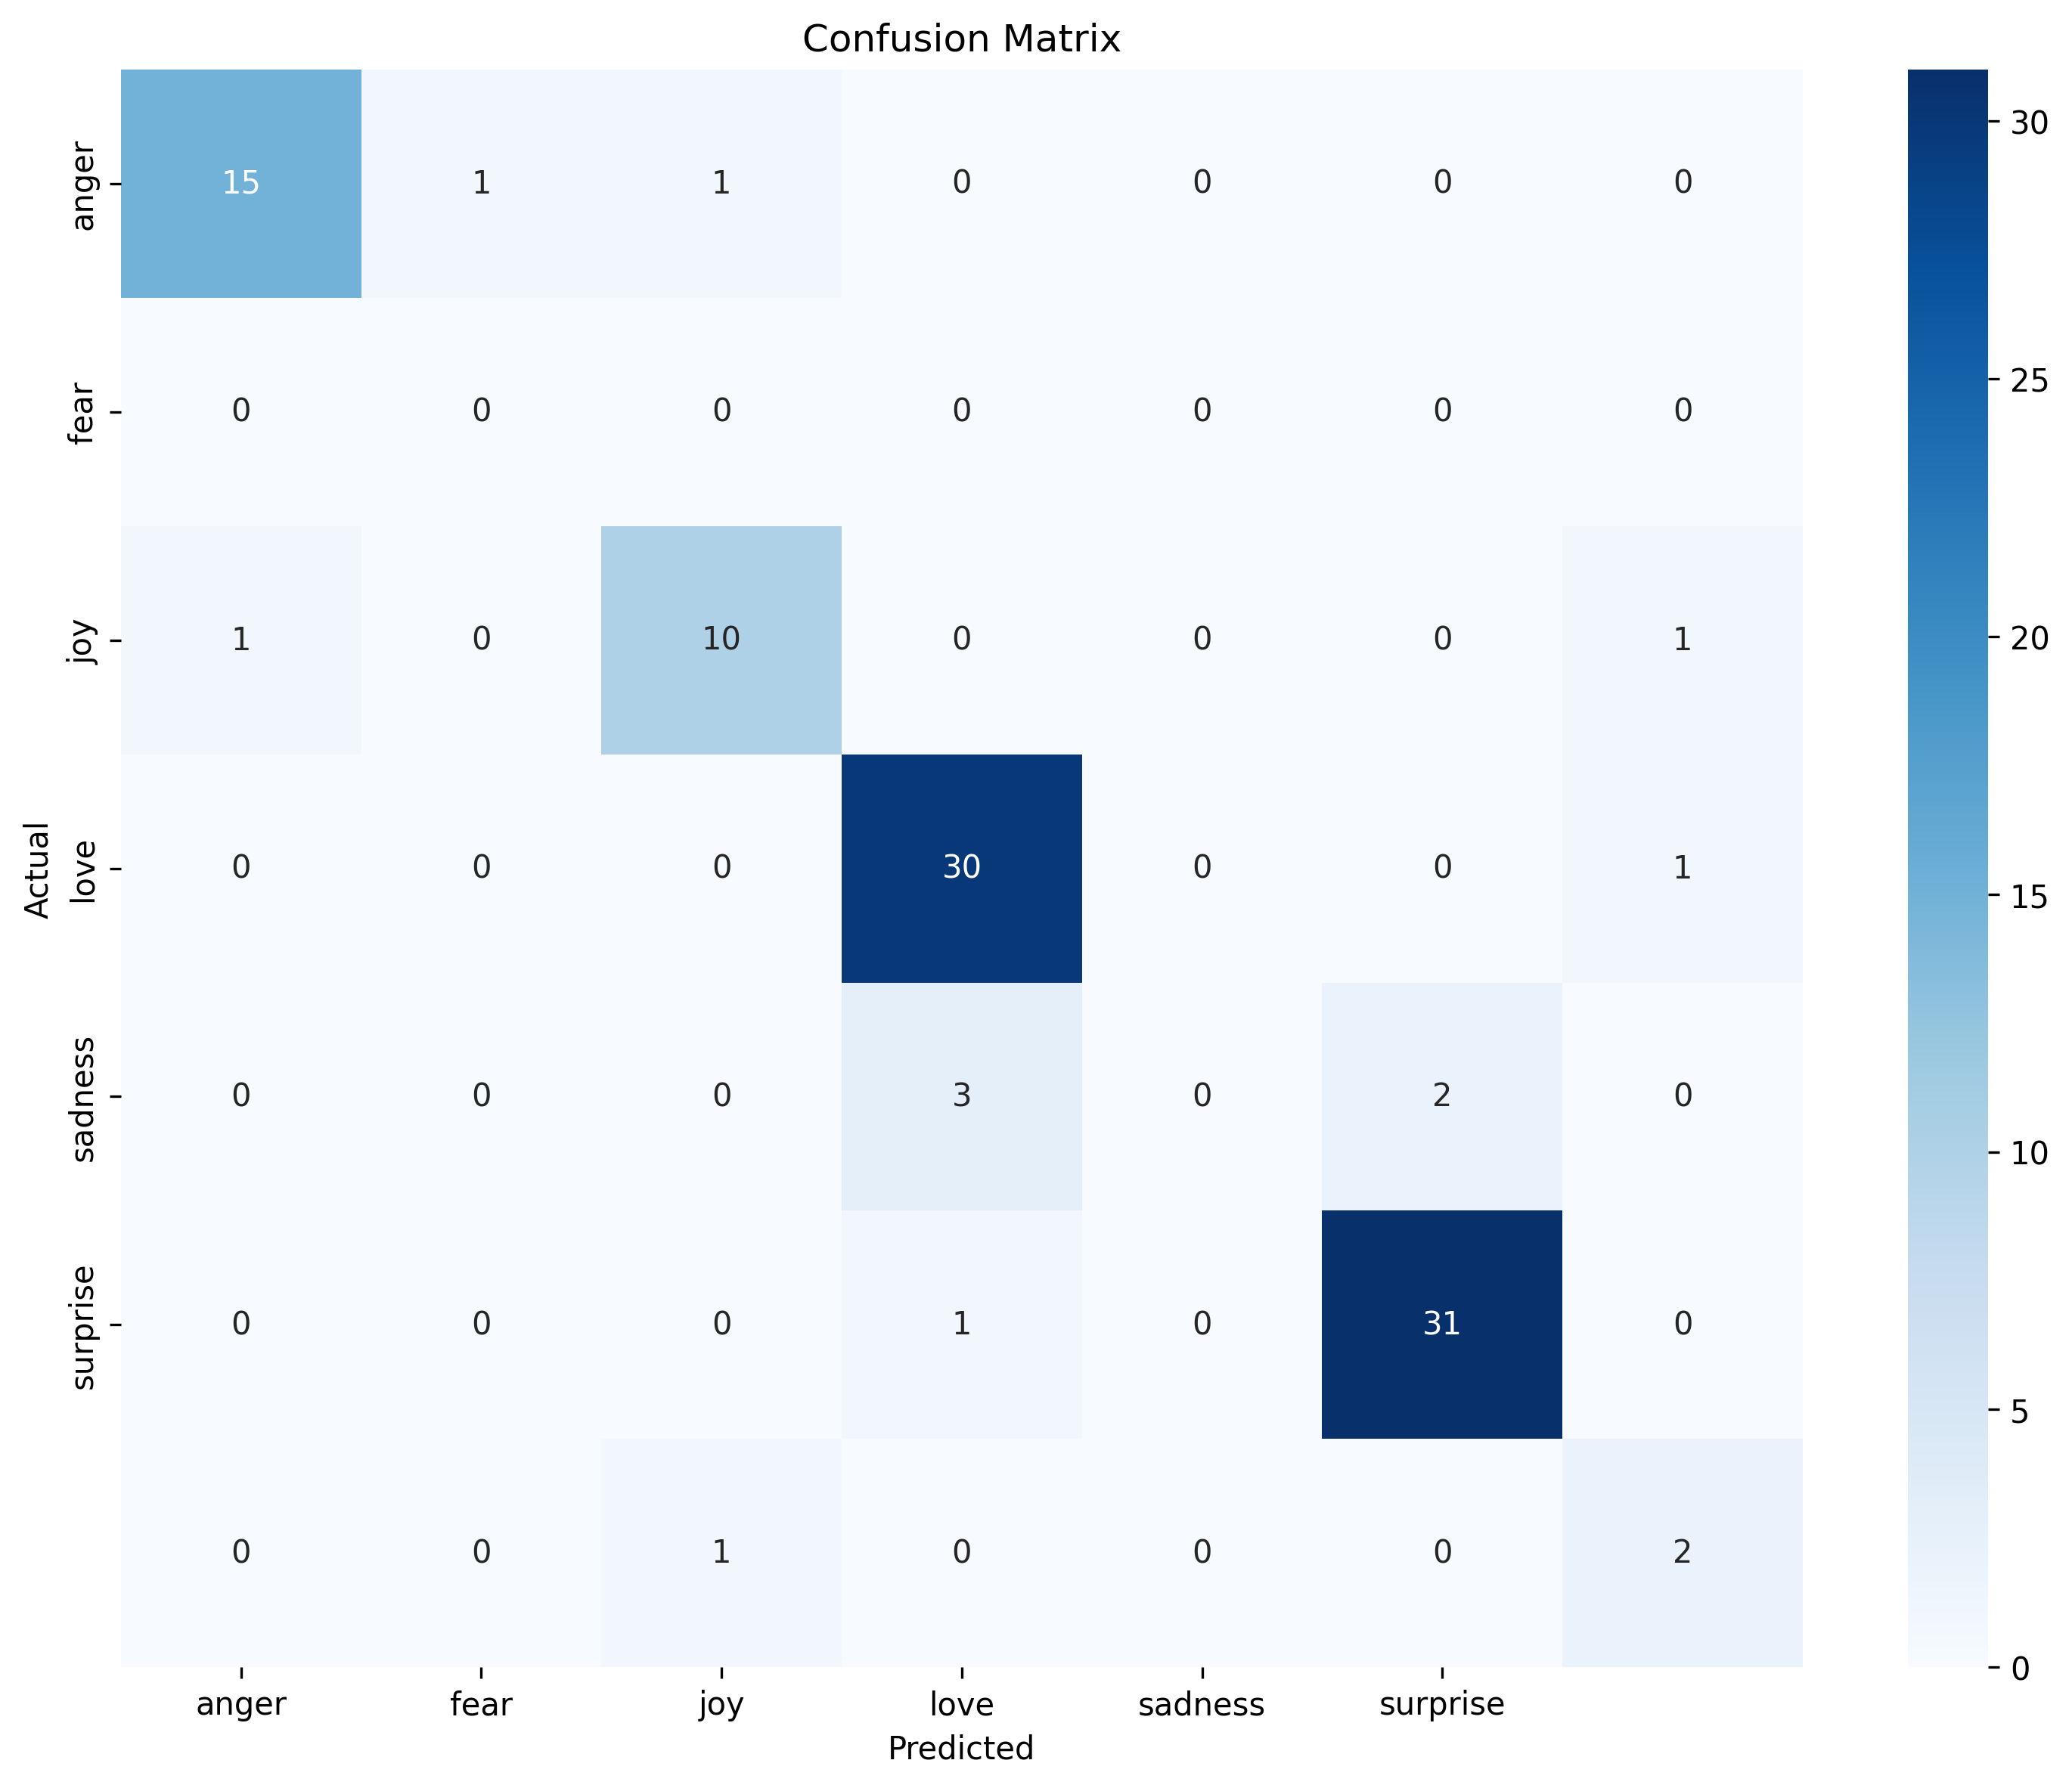 Confusion Matrix
anger 15 1 1 0 0 0 0
fear 0 0 0 0 0 0 0
joy 1 0 10 0 0 0 1
Actual
love 0 0 0 30 0 0 1
sadness 0 0 0 3 0 2 0
surprise 0 0 0 1 0 31 0
0 0 1 0 0 0 2
anger fear joy love sadness surprise
Predicted
30
25
20
15
10
5
0